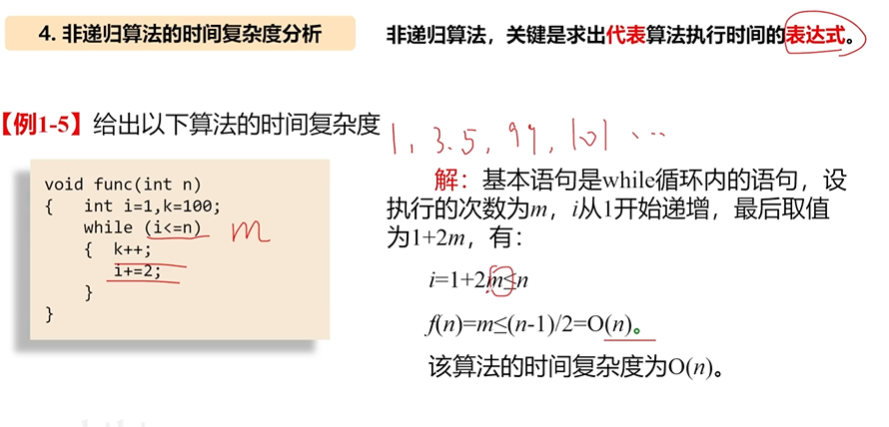 4. 非递归算法的时间复杂度分析
非递归算法，关键是求出代表算法执行时间的表达式。
【例1-5】给出以下算法的时间复杂度
1, 3.5, 99, 101 ...
void func(int n)
{ int i=1,k=100;
while (i<=n)
m
{ k++;
i+=2;
}
}
解：基本语句是while循环内的语句，设
执行的次数为m，i从1开始递增，最后取值
为1+2m，有：
i=1+2m≤n
f(n)=m≤(n-1)/2=O(n)。
该算法的时间复杂度为O(n)。